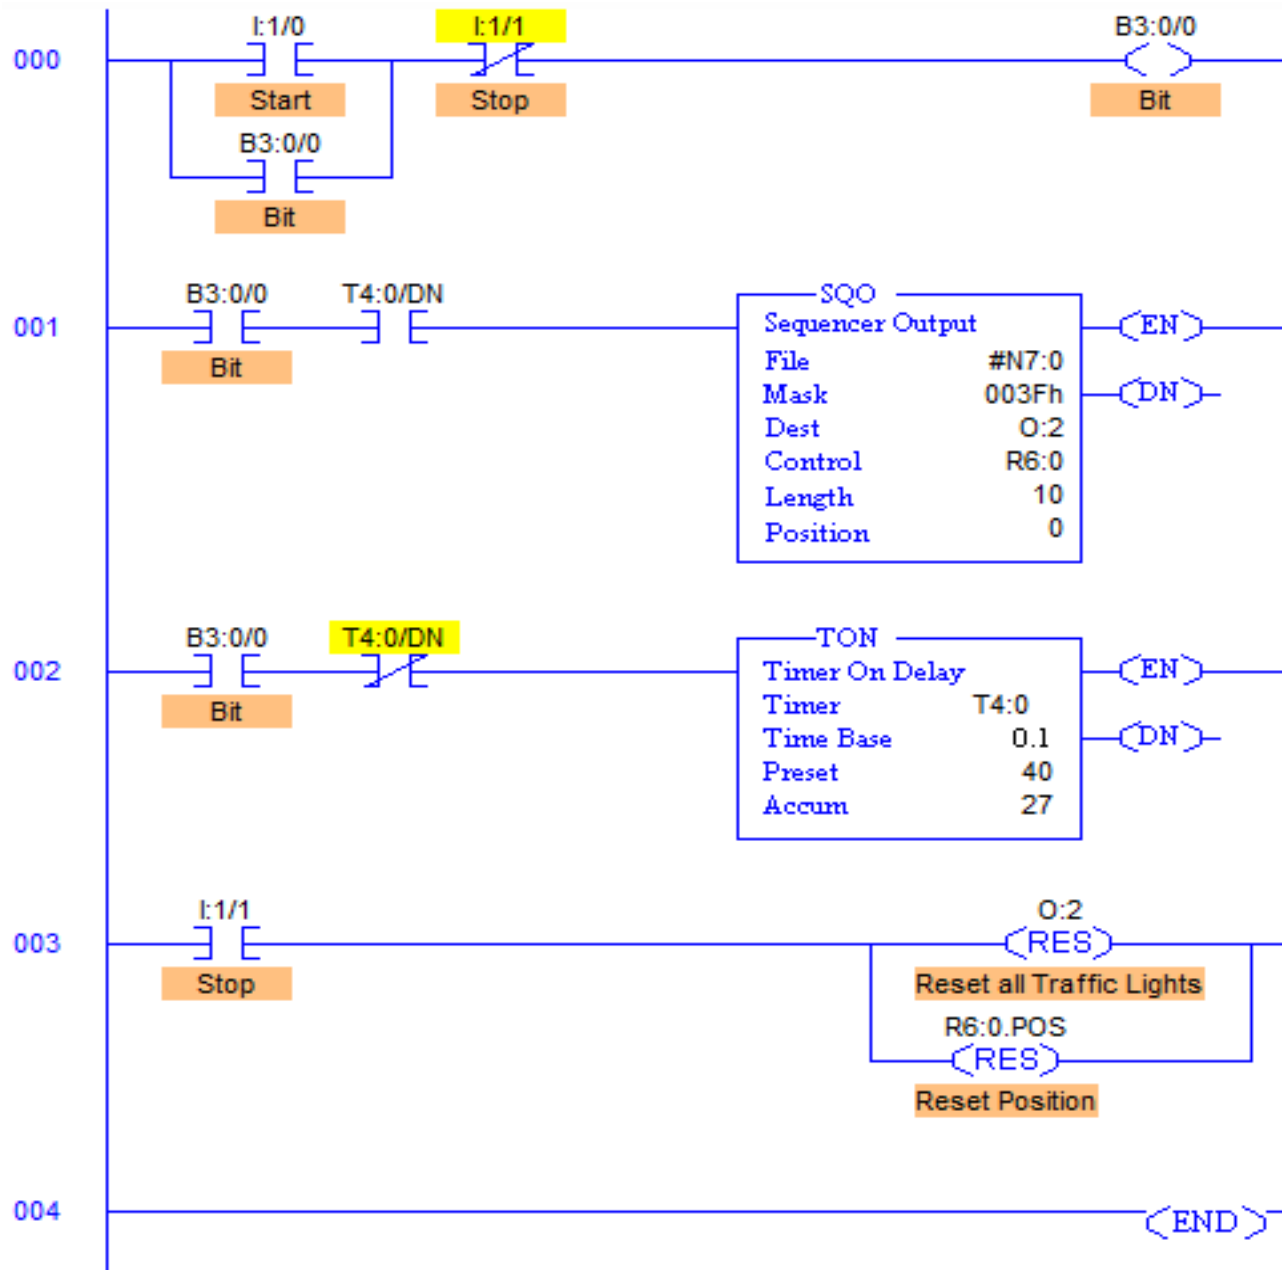 I:1/0 I:1/1 B3:0/0
000
Start Stop Bit
B3:0/0
Bit
B3:0/0 T4:0/DN SQO
001 Sequencer Output EN
Bit File #N7:0
Mask 003Fh DN
Dest O:2
Control R6:0
Length 10
Position 0
B3:0/0 T4:0/DN TON
002 Timer On Delay EN
Bit Timer T4:0
Time Base 0.1 DN
Preset 40
Accum 27
I:1/1 O:2
003 RES
Stop Reset all Traffic Lights
R6:0.POS
RES
Reset Position
004 END